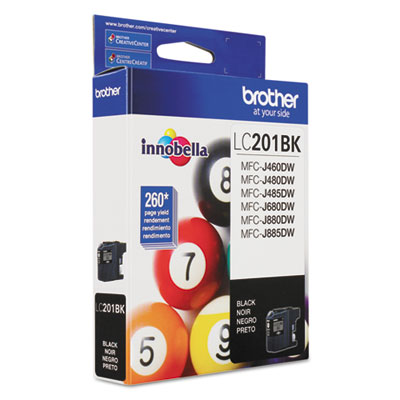 www.brother.com/creativecenter
BROTHER
CREATIVECENTER
BROTHER
CENTRECRÉATIF
brother
brother
at your side
LC201BK
innobella
MFC-J460DW
MFC-J480DW
MFC-J485DW
MFC-J680DW
MFC-J880DW
MFC-J885DW
260*
page yield
rendement
rendimiento
rendimento
8
7
5
9
LC201BK
BLACK
NOIR
NEGRO
PRETO
BLACK
NOIR
NEGRO
PRETO